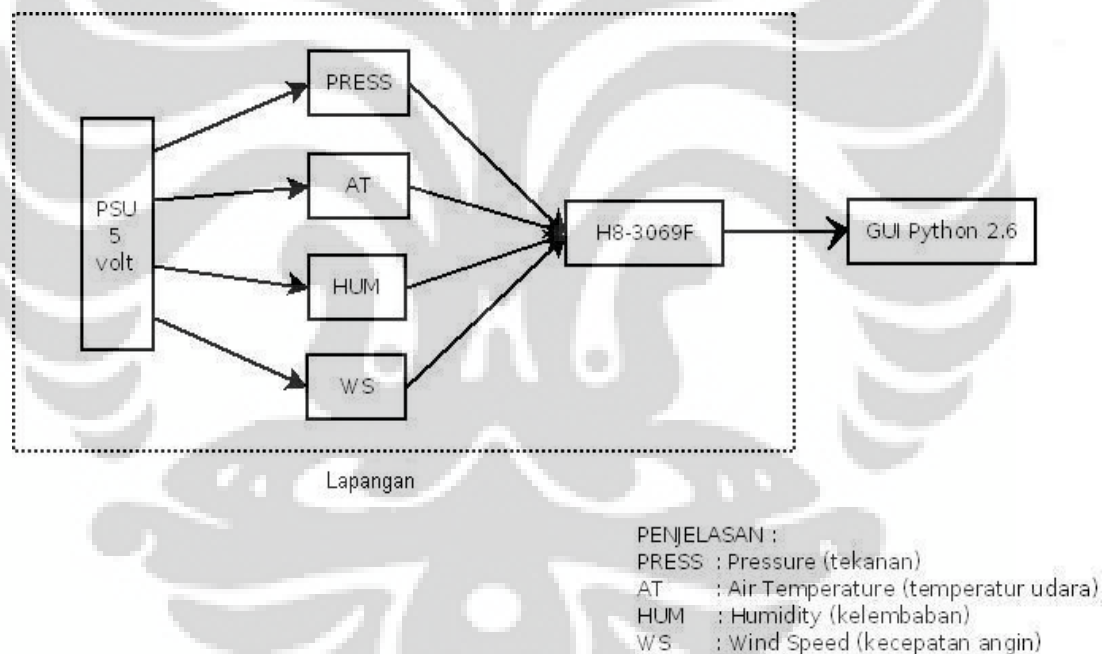 PRESS
AT
HUM
WS
PSU
5
volt
H8-3069F
GUI Python 2.6
Lapangan
PENJELASAN :
PRESS : Pressure (tekanan)
AT : Air Temperature (temperatur udara)
HUM : Humidity (kelembaban)
WS : Wind Speed (kecepatan angin)